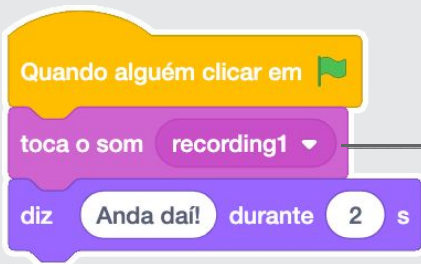 Quando alguém clicar em
toca o som recording1
diz Anda daí! durante 2 s